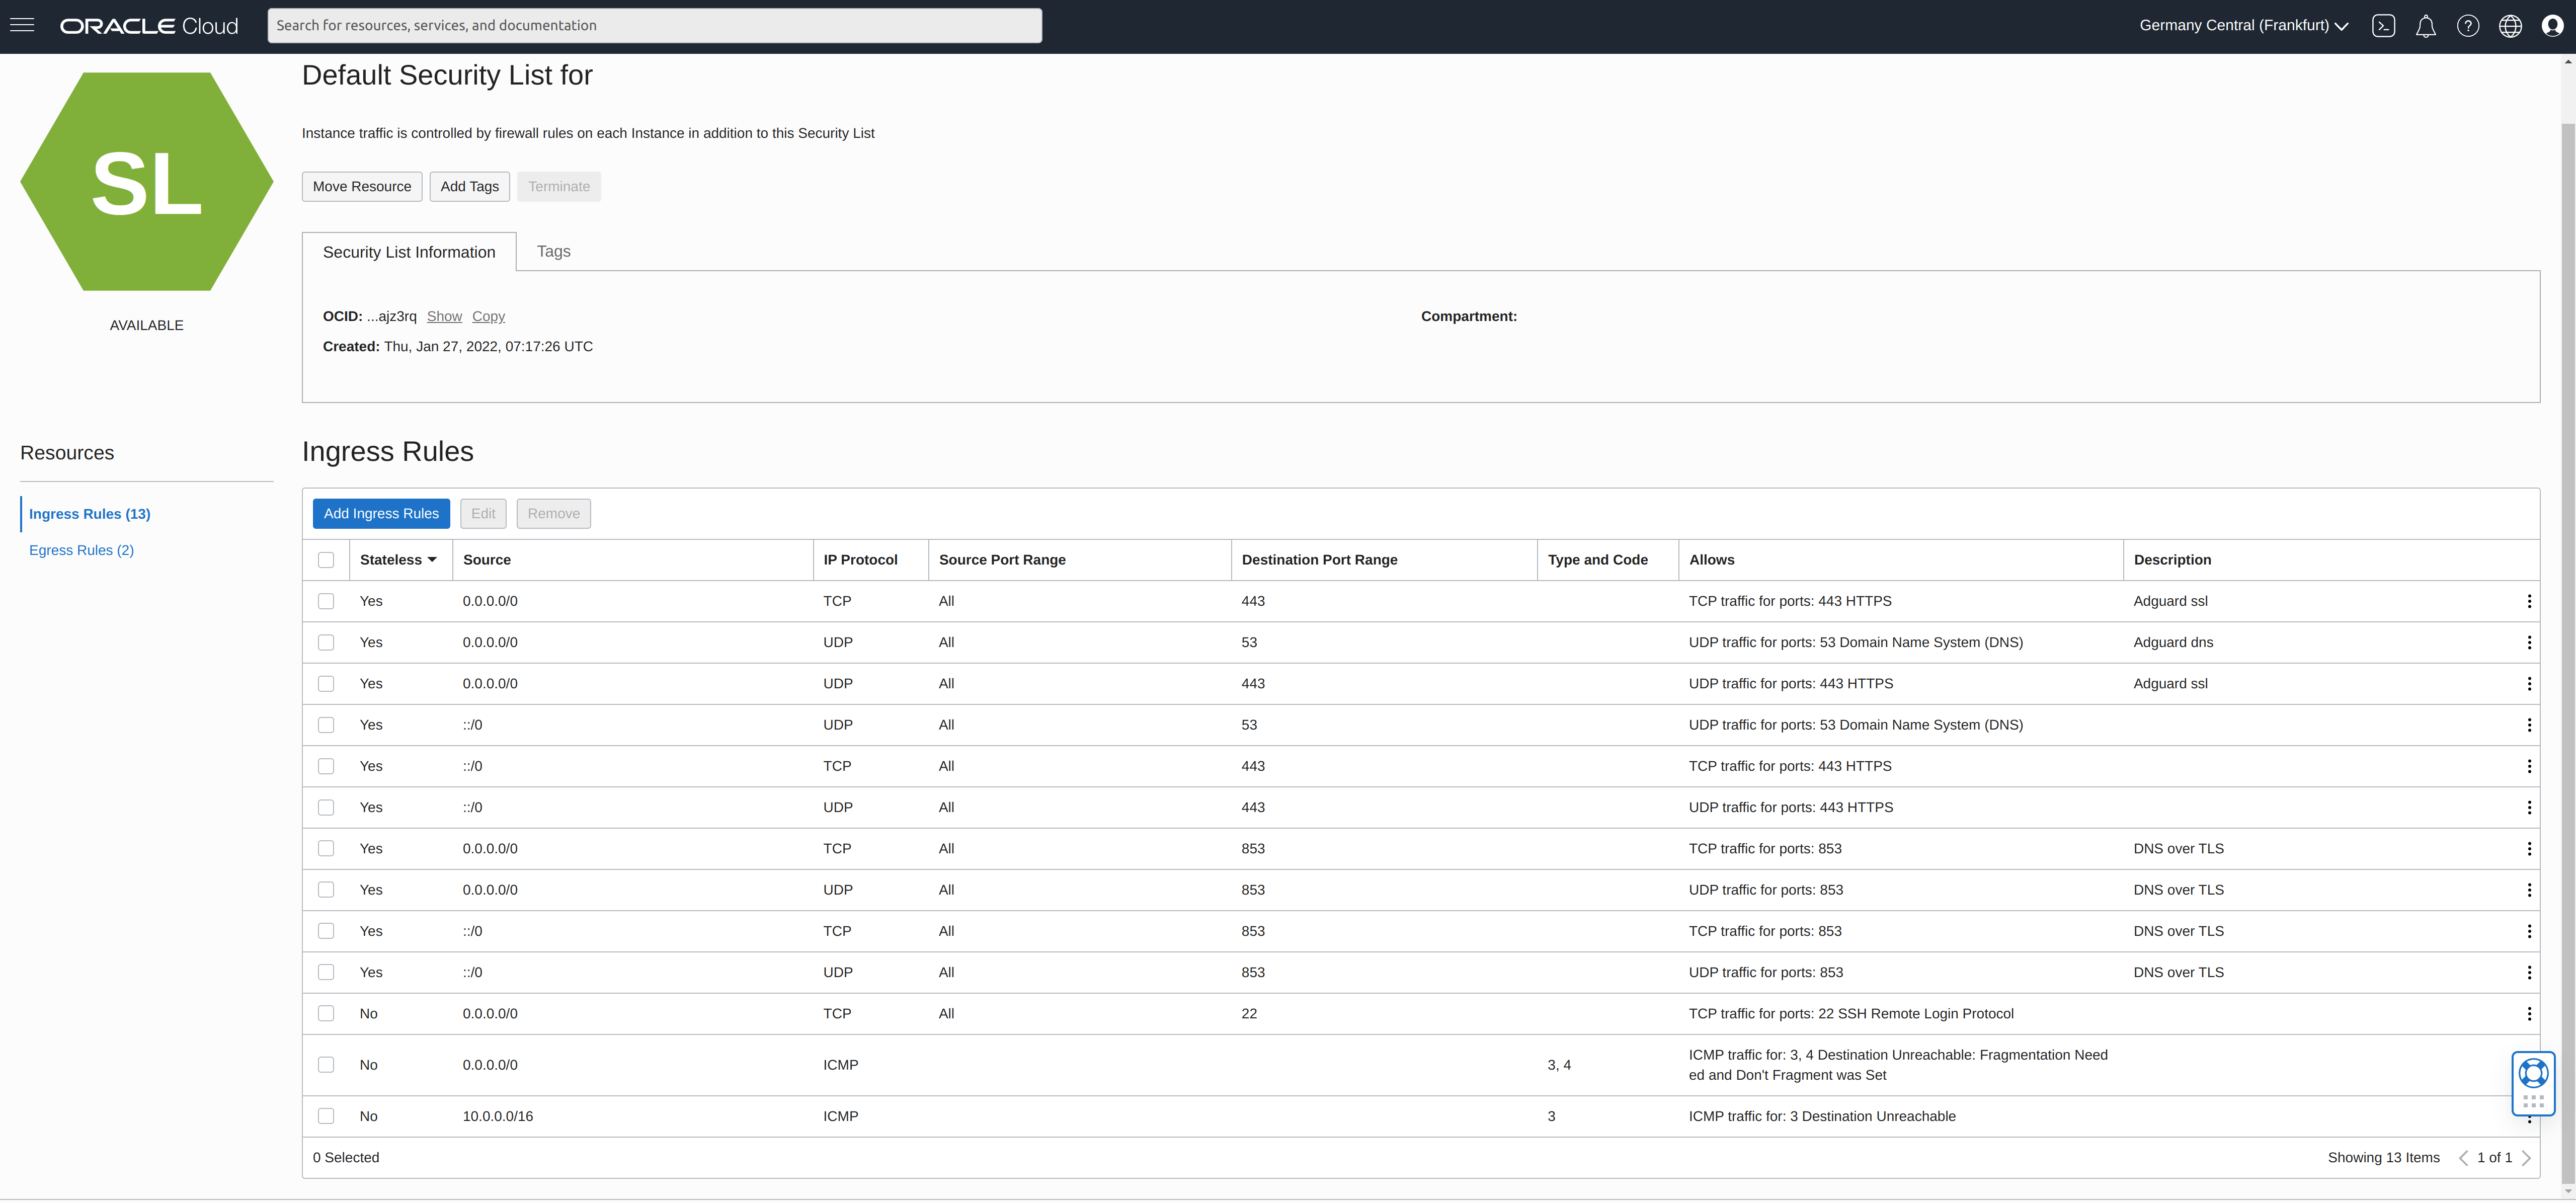 ORACLE Cloud
Search for resources, services, and documentation
Germany Central (Frankfurt)
Default Security List for
SL
AVAILABLE
Instance traffic is controlled by firewall rules on each Instance in addition to this Security List
Move Resource Add Tags Terminate
Security List Information Tags
OCID: ...ajz3rq Show Copy Compartment:
Created: Thu, Jan 27, 2022, 07:17:26 UTC
Resources
Ingress Rules (13)
Egress Rules (2)
Ingress Rules
Add Ingress Rules Edit Remove
Stateless Source IP Protocol Source Port Range Destination Port Range Type and Code Allows Description
Yes 0.0.0.0/0 TCP All 443 TCP traffic for ports: 443 HTTPS Adguard ssl
Yes 0.0.0.0/0 UDP All 53 UDP traffic for ports: 53 Domain Name System (DNS) Adguard dns
Yes 0.0.0.0/0 UDP All 443 UDP traffic for ports: 443 HTTPS Adguard ssl
Yes ::/0 UDP All 53 UDP traffic for ports: 53 Domain Name System (DNS)
Yes ::/0 TCP All 443 TCP traffic for ports: 443 HTTPS
Yes ::/0 UDP All 443 UDP traffic for ports: 443 HTTPS
Yes 0.0.0.0/0 TCP All 853 TCP traffic for ports: 853 DNS over TLS
Yes 0.0.0.0/0 UDP All 853 UDP traffic for ports: 853 DNS over TLS
Yes ::/0 TCP All 853 TCP traffic for ports: 853 DNS over TLS
Yes ::/0 UDP All 853 UDP traffic for ports: 853 DNS over TLS
No 0.0.0.0/0 TCP All 22 TCP traffic for ports: 22 SSH Remote Login Protocol
No 0.0.0.0/0 ICMP 3, 4 ICMP traffic for: 3, 4 Destination Unreachable: Fragmentation Need
ed and Don't Fragment was Set
No 10.0.0.0/16 ICMP 3 ICMP traffic for: 3 Destination Unreachable
0 Selected Showing 13 Items 1 of 1